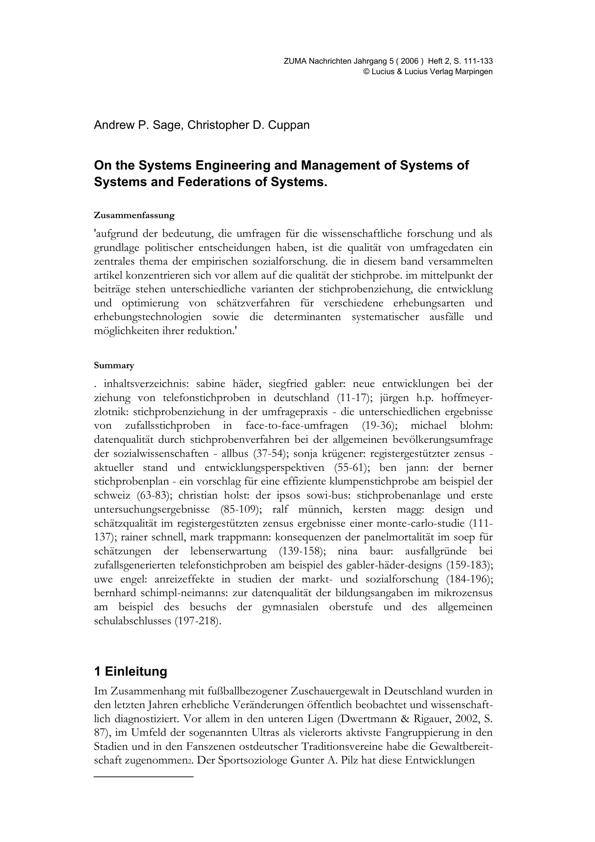 ZUMA Nachrichten Jahrgang 5 ( 2006 ) Heft 2, S. 111-133
© Lucius & Lucius Verlag Marpingen
Andrew P. Sage, Christopher D. Cuppan
On the Systems Engineering and Management of Systems of
Systems and Federations of Systems.
Zusammenfassung
'aufgrund der bedeutung, die umfragen für die wissenschaftliche forschung und als
grundlage politischer entscheidungen haben, ist die qualität von umfragedaten ein
zentrales thema der empirischen sozialforschung. die in diesem band versammelten
artikel konzentrieren sich vor allem auf die qualität der stichprobe. im mittelpunkt der
beiträge stehen unterschiedliche varianten der stichprobenziehung, die entwicklung
und optimierung von schätzverfahren für verschiedene erhebungsarten und
erhebungstechnologien sowie die determinanten systematischer ausfälle und
möglichkeiten ihrer reduktion.'
Summary
. inhaltsverzeichnis: sabine häder, siegfried gabler: neue entwicklungen bei der
ziehung von telefonstichproben in deutschland (11-17); jürgen h.p. hoffmeyer-
zlotnik: stichprobenziehung in der umfragepraxis - die unterschiedlichen ergebnisse
von zufallsstichproben in face-to-face-umfragen (19-36); michael blohm:
datenqualität durch stichprobenverfahren bei der allgemeinen bevölkerungsumfrage
der sozialwissenschaften - allbus (37-54); sonja krügener: registergestützter zensus -
aktueller stand und entwicklungsperspektiven (55-61); ben jann: der berner
stichprobenplan - ein vorschlag für eine effiziente klumpenstichprobe am beispiel der
schweiz (63-83); christian holst: der ipsos sowi-bus: stichprobenanlage und erste
untersuchungsergebnisse (85-109); ralf münnich, kersten magg: design und
schätzqualität im registergestützten zensus ergebnisse einer monte-carlo-studie (111-
137); rainer schnell, mark trappmann: konsequenzen der panelmortalität im soep für
schätzungen der lebenserwartung (139-158); nina baur: ausfallgründe bei
zufallsgenerierten telefonstichproben am beispiel des gabler-häder-designs (159-183);
uwe engel: anreizeffekte in studien der markt- und sozialforschung (184-196);
bernhard schimpl-neimanns: zur datenqualität der bildungsangaben im mikrozensus
am beispiel des besuchs der gymnasialen oberstufe und des allgemeinen
schulabschlusses (197-218).
1 Einleitung
Im Zusammenhang mit fußballbezogener Zuschauergewalt in Deutschland wurden in
den letzten Jahren erhebliche Veränderungen öffentlich beobachtet und wissenschaft-
lich diagnostiziert. Vor allem in den unteren Ligen (Dwertmann & Rigauer, 2002, S.
87), im Umfeld der sogenannten Ultras als vielerorts aktivste Fangruppierung in den
Stadien und in den Fanszenen ostdeutscher Traditionsvereine habe die Gewaltbereit-
schaft zugenommen2. Der Sportsoziologe Gunter A. Pilz hat diese Entwicklungen